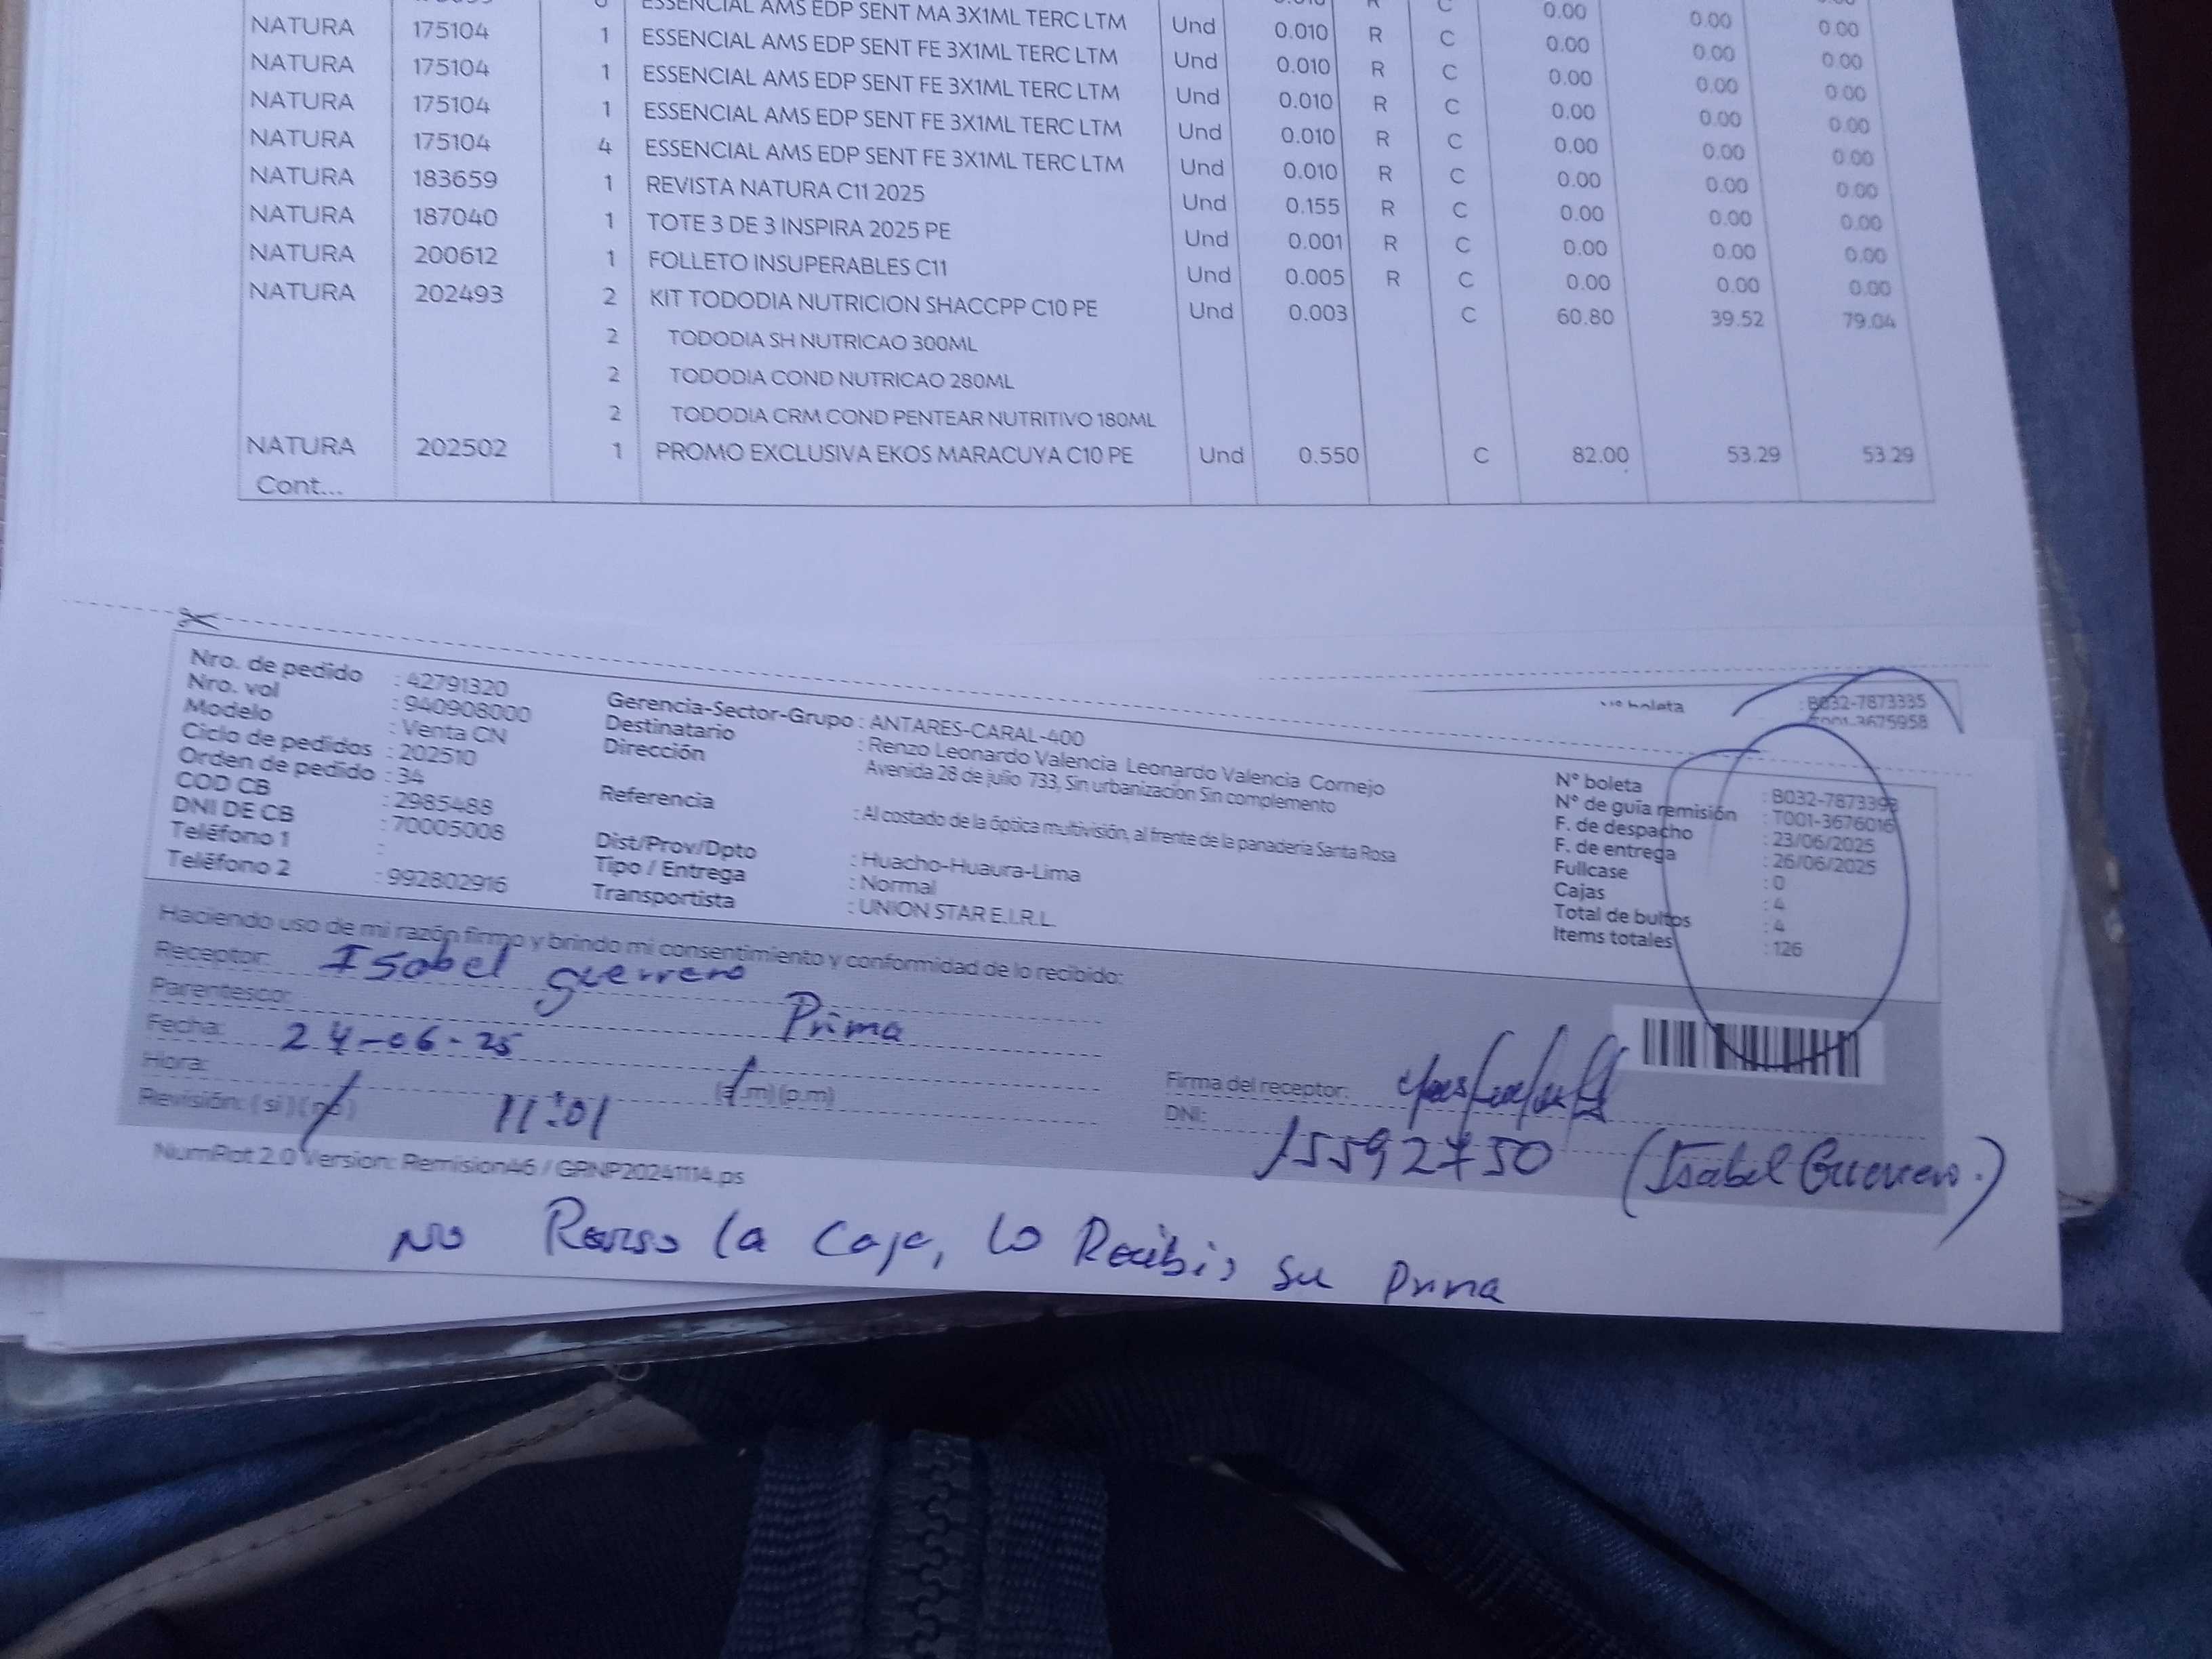 ESSENCIAL AMS EDP SENT MA 3X1ML TERC LTM Und 0.010 R C 0.00 0.00 0.00
NATURA 175104 1 ESSENCIAL AMS EDP SENT FE 3X1ML TERC LTM Und 0.010 R C 0.00 0.00 0.00
NATURA 175104 1 ESSENCIAL AMS EDP SENT FE 3X1ML TERC LTM Und 0.010 R C 0.00 0.00 0.00
NATURA 175104 1 ESSENCIAL AMS EDP SENT FE 3X1ML TERC LTM Und 0.010 R C 0.00 0.00 0.00
NATURA 175104 4 ESSENCIAL AMS EDP SENT FE 3X1ML TERC LTM Und 0.010 R C 0.00 0.00 0.00
NATURA 183659 1 REVISTA NATURA C11 2025 Und 0.155 R C 0.00 0.00 0.00
NATURA 187040 1 TOTE 3 DE 3 INSPIRA 2025 PE Und 0.001 R C 0.00 0.00 0.00
NATURA 200612 1 FOLLETO INSUPERABLES C11 Und 0.005 R C 0.00 0.00 0.00
NATURA 202493 2 KIT TODODIA NUTRICION SHACCPP C10 PE Und 0.003 C 60.80 39.52 79.04
2 TODODIA SH NUTRICAO 300ML
2 TODODIA COND NUTRICAO 280ML
2 TODODIA CRM COND PENTEAR NUTRITIVO 180ML
NATURA 202502 1 PROMO EXCLUSIVA EKOS MARACUYA C10 PE Und 0.550 C 82.00 53.29 53.29
Cont...
N° boleta : B032-7873335
T001-3675958
Nro. de pedido : 42791320
Nro. vol : 940908000
Modelo : Venta CN
Ciclo de pedidos : 202510
Orden de pedido : 34
COD CB : 2985488
DNI DE CB : 70005008
Teléfono 1 :
Teléfono 2 : 992802916
Gerencia-Sector-Grupo : ANTARES-CARAL-400
Destinatario : Renzo Leonardo Valencia Leonardo Valencia Cornejo
Dirección Avenida 28 de julio 733, Sin urbanización Sin complemento
Referencia : Al costado de la óptica multivisión, al frente de la panadería Santa Rosa
Dist/Prov/Dpto : Huacho-Huaura-Lima
Tipo / Entrega : Normal
Transportista : UNION STAR E.I.R.L.
N° boleta : B032-7873393
N° de guía remisión : T001-3676016
F. de despacho : 23/06/2025
F. de entrega : 26/06/2025
Fullcase : 0
Cajas : 4
Total de bultos : 4
Items totales : 126
Haciendo uso de mi razón firmo y brindo mi consentimiento y conformidad de lo recibido:
Receptor: Isabel guerrero
Parentesco: Prima
Fecha: 24-06-25
Hora: 11:01 (a.m) (p.m)
Revisión: (si) (no)
Firma del receptor:
DNI: 15592750 (Isabel Guerrero.)
NumRot 2.0 Version: Remision46 / GPNP20241114.ps
No Reviso la Caja, lo Recibio su prima